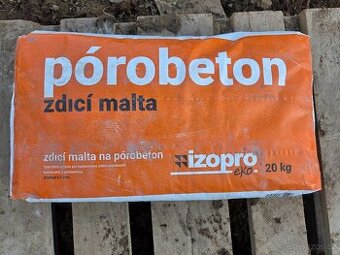 pórobeton
zdicí malta
zdicí malta na pórobeton
izopro
eko
20 kg